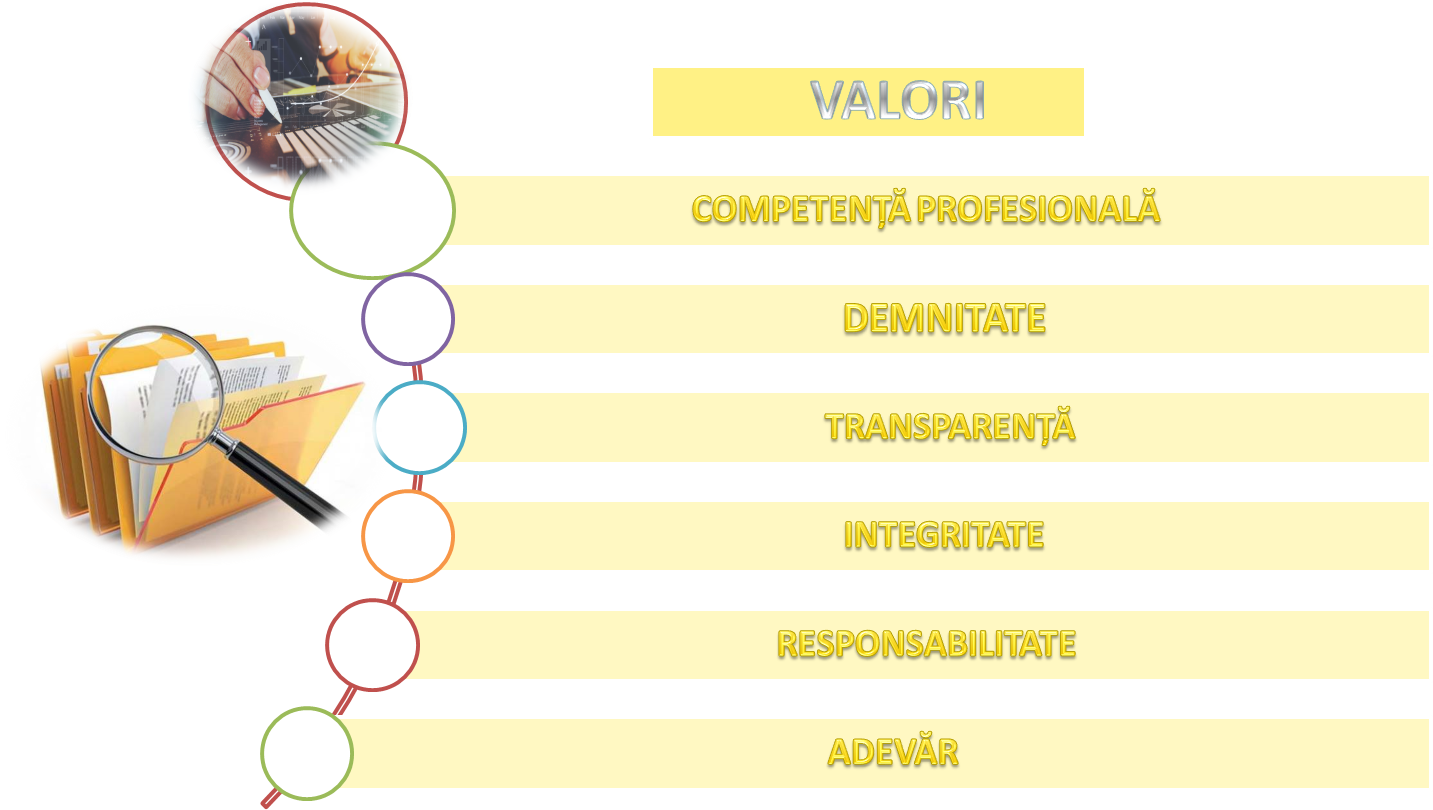 VALORI
COMPETENȚĂ PROFESIONALĂ
DEMNITATE
TRANSPARENȚĂ
INTEGRITATE
RESPONSABILITATE
ADEVĂR